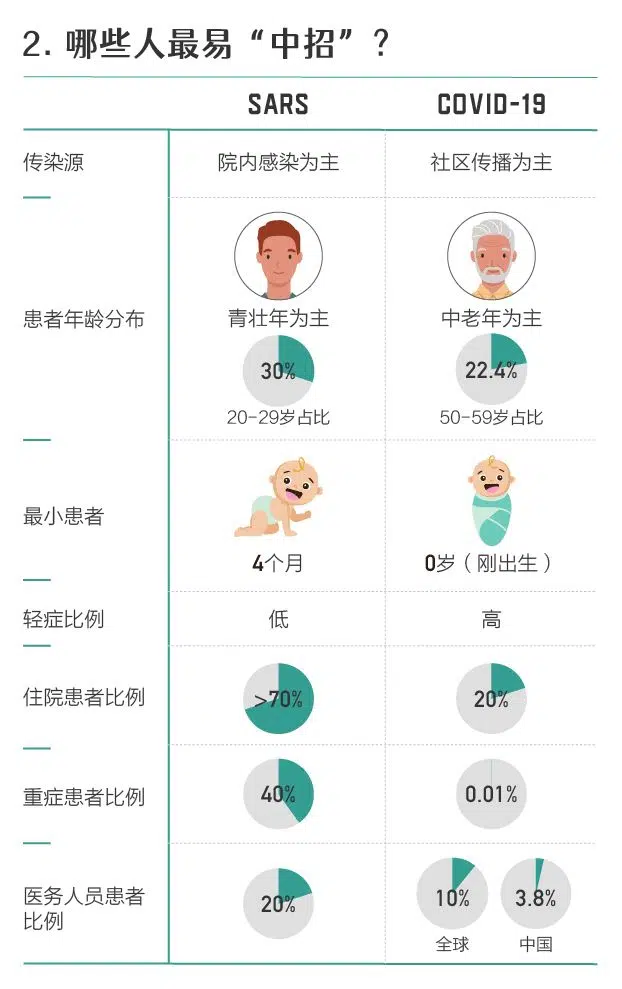 2. 哪些人最易“中招”？
SARS COVID-19
传染源 院内感染为主 社区传播为主
患者年龄分布
青壮年为主 中老年为主
30% 22.4%
20-29岁占比 50-59岁占比
最小患者
4个月 0岁（刚出生）
轻症比例 低 高
住院患者比例 >70% 20%
重症患者比例 40% 0.01%
医务人员患者
比例
20% 10% 3.8%
全球 中国